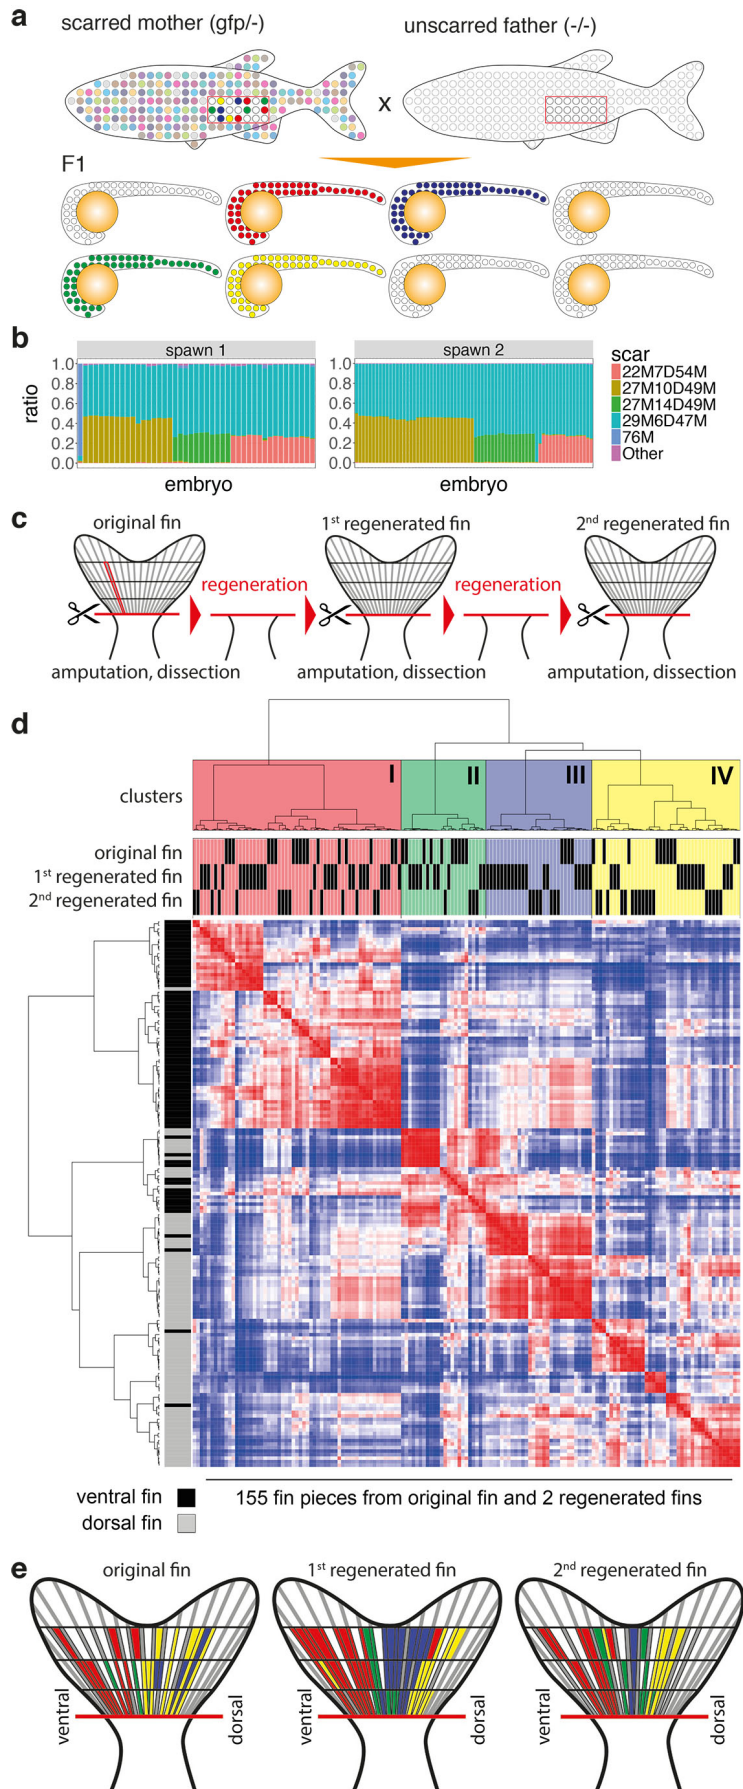 a
scarred mother (gfp/-)
unscarred father (-/-)
x
F1
b
spawn 1
spawn 2
ratio
1.0
0.8
0.6
0.4
0.2
0.0
embryo
1.0
0.8
0.6
0.4
0.2
0.0
embryo
scar
22M7D54M
27M10D49M
27M14D49M
29M6D47M
76M
Other
c
original fin
1st regenerated fin
2nd regenerated fin
regeneration
regeneration
amputation, dissection
amputation, dissection
amputation, dissection
d
clusters
I
II
III
IV
original fin
1st regenerated fin
2nd regenerated fin
ventral fin
dorsal fin
155 fin pieces from original fin and 2 regenerated fins
e
original fin
1st regenerated fin
2nd regenerated fin
ventral
dorsal
ventral
dorsal
ventral
dorsal